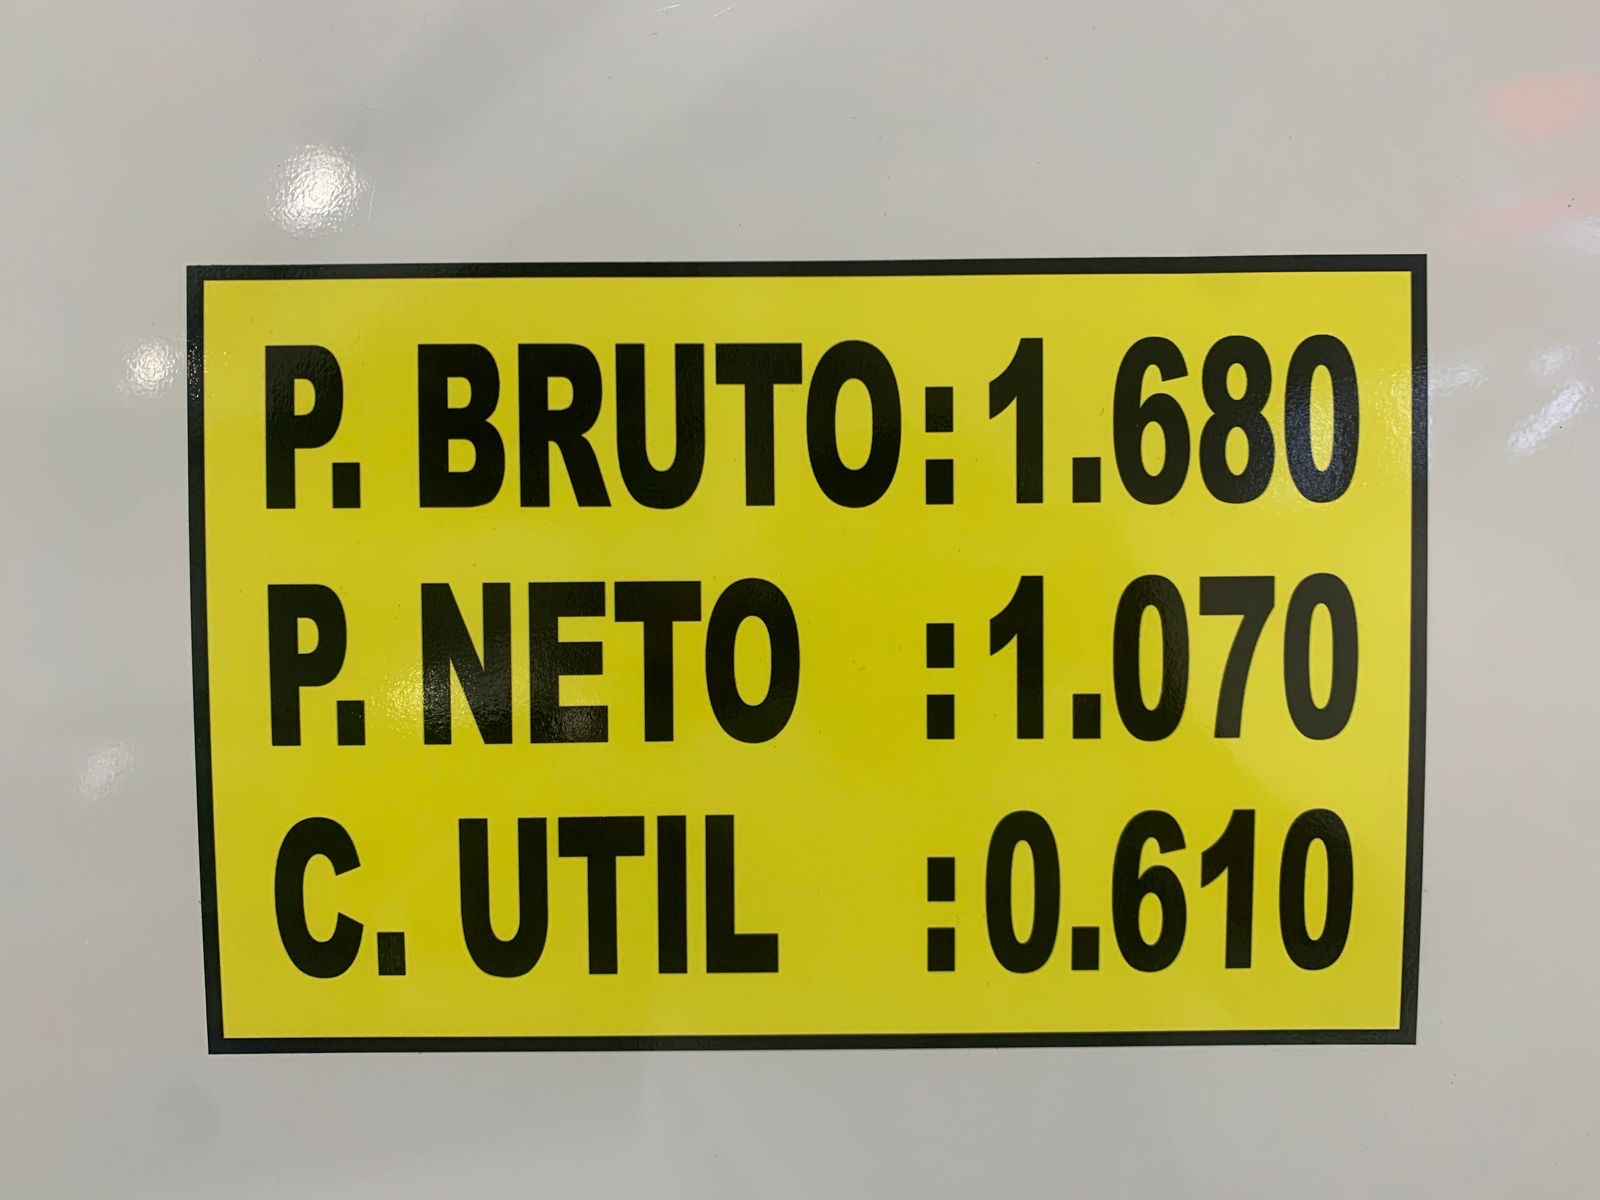 P. BRUTO: 1.680
P. NETO : 1.070
C. UTIL : 0.610